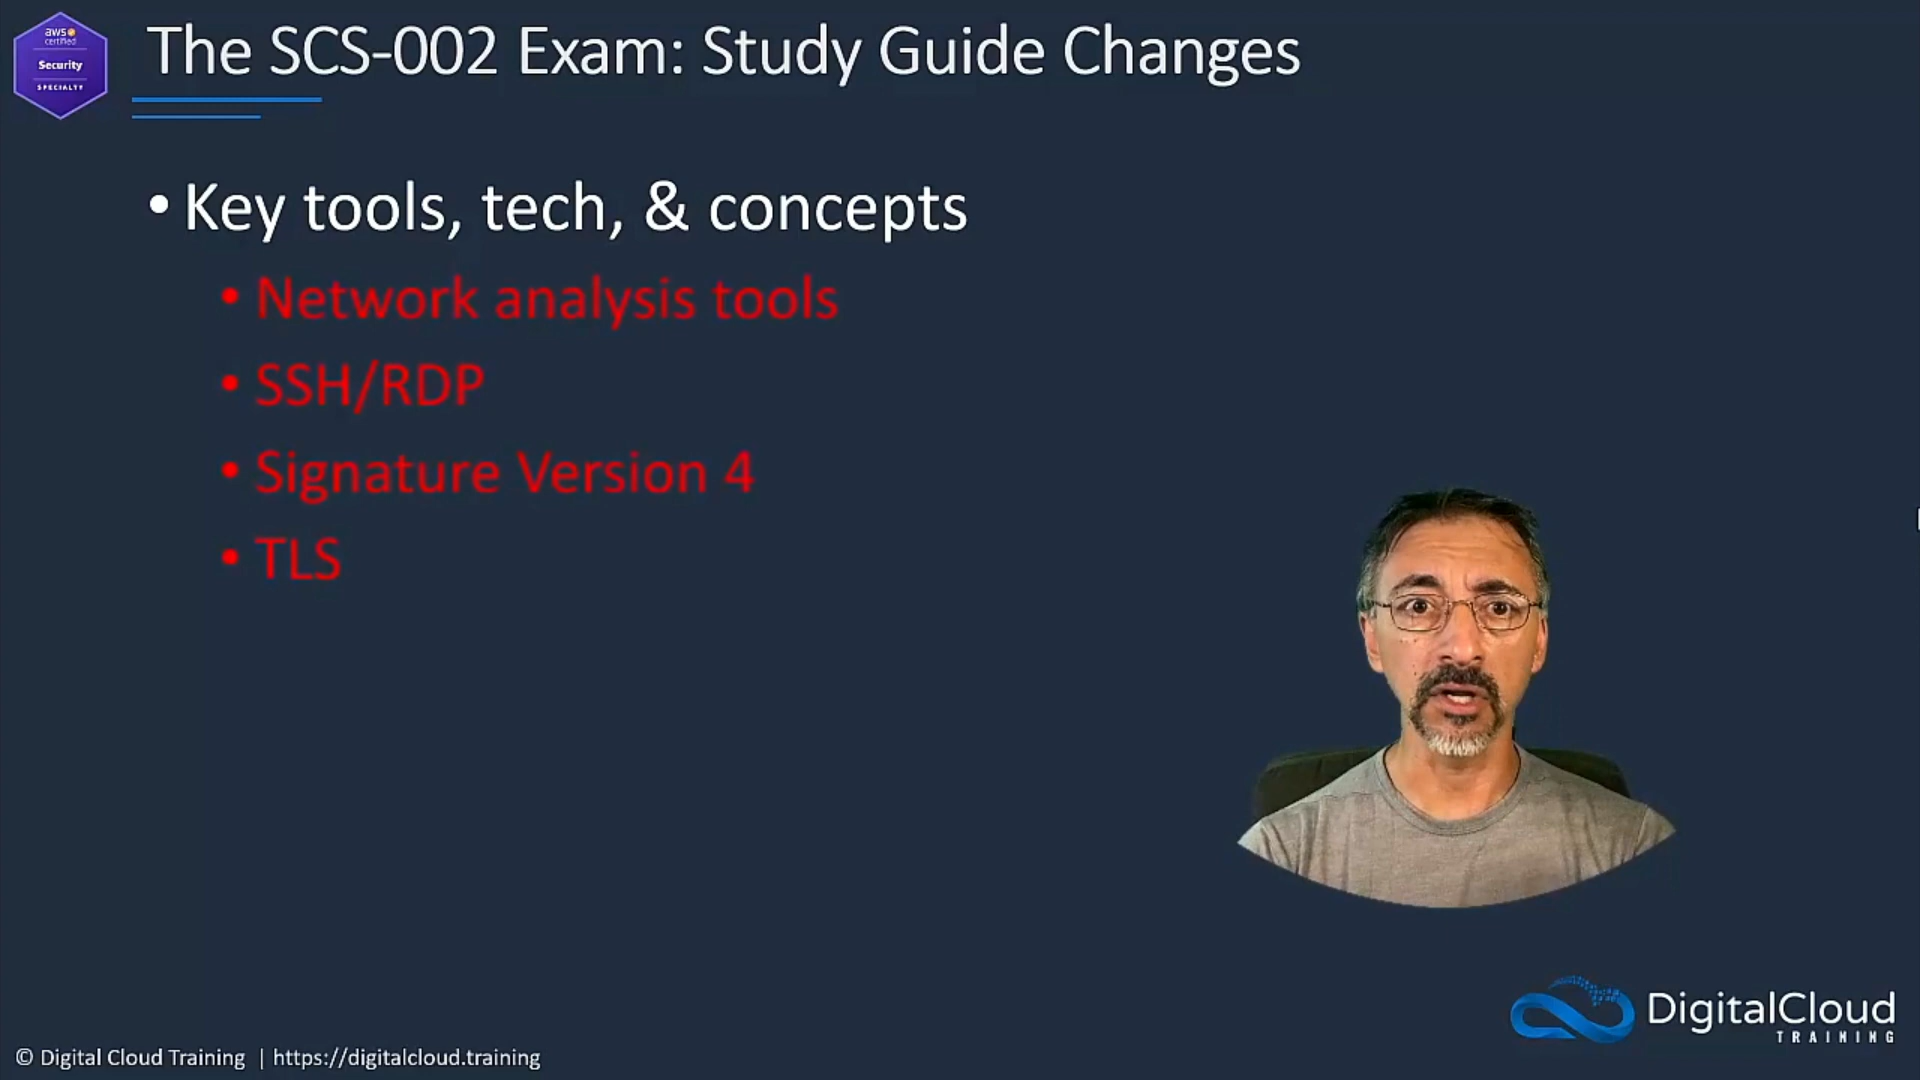 aws
certified
Security
SPECIALTY
The SCS-002 Exam: Study Guide Changes
• Key tools, tech, & concepts
• Network analysis tools
• SSH/RDP
• Signature Version 4
• TLS
DigitalCloud
TRAINING
© Digital Cloud Training | https://digitalcloud.training